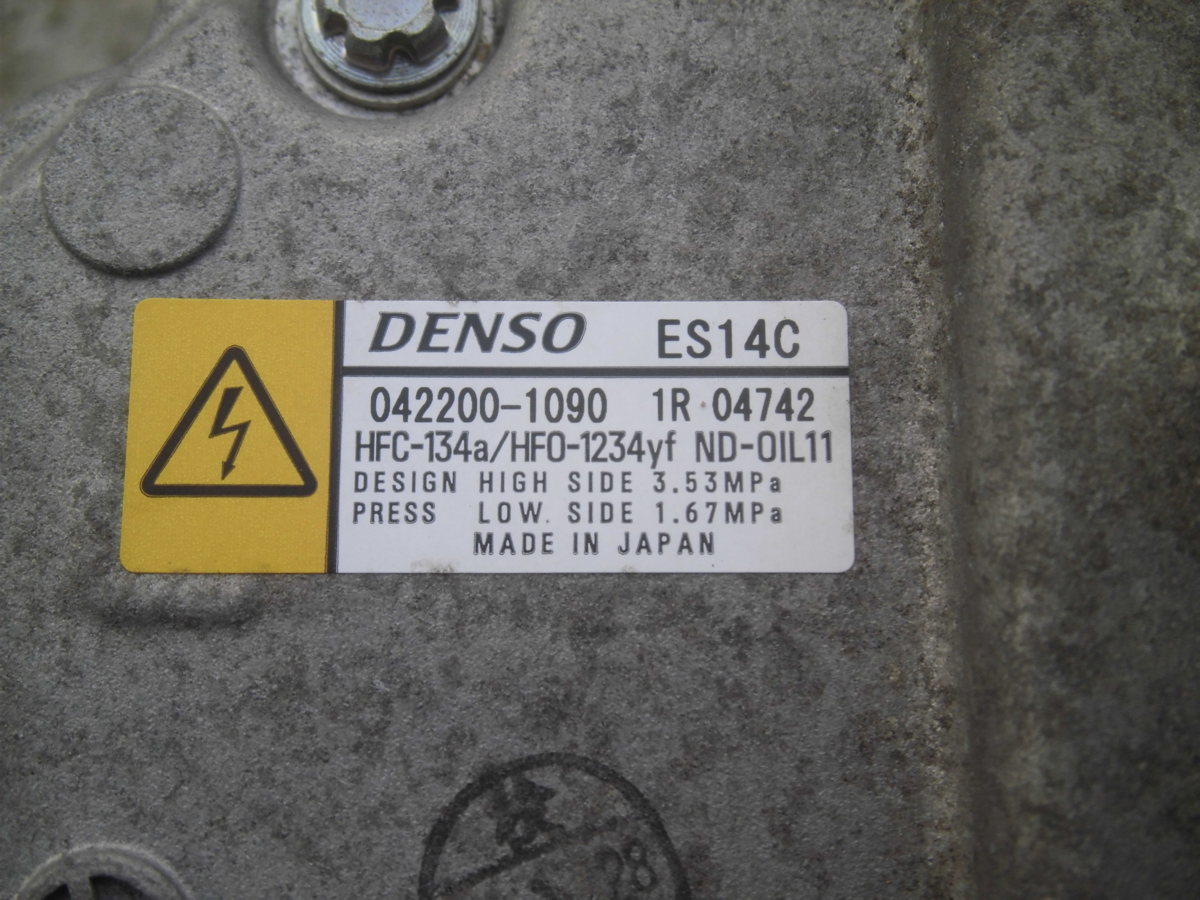 DENSO ES14C
042200-1090 1R 04742
HFC-134a/HFO-1234yf ND-OIL11
DESIGN HIGH SIDE 3.53MPa
PRESS LOW. SIDE 1.67MPa
MADE IN JAPAN
28